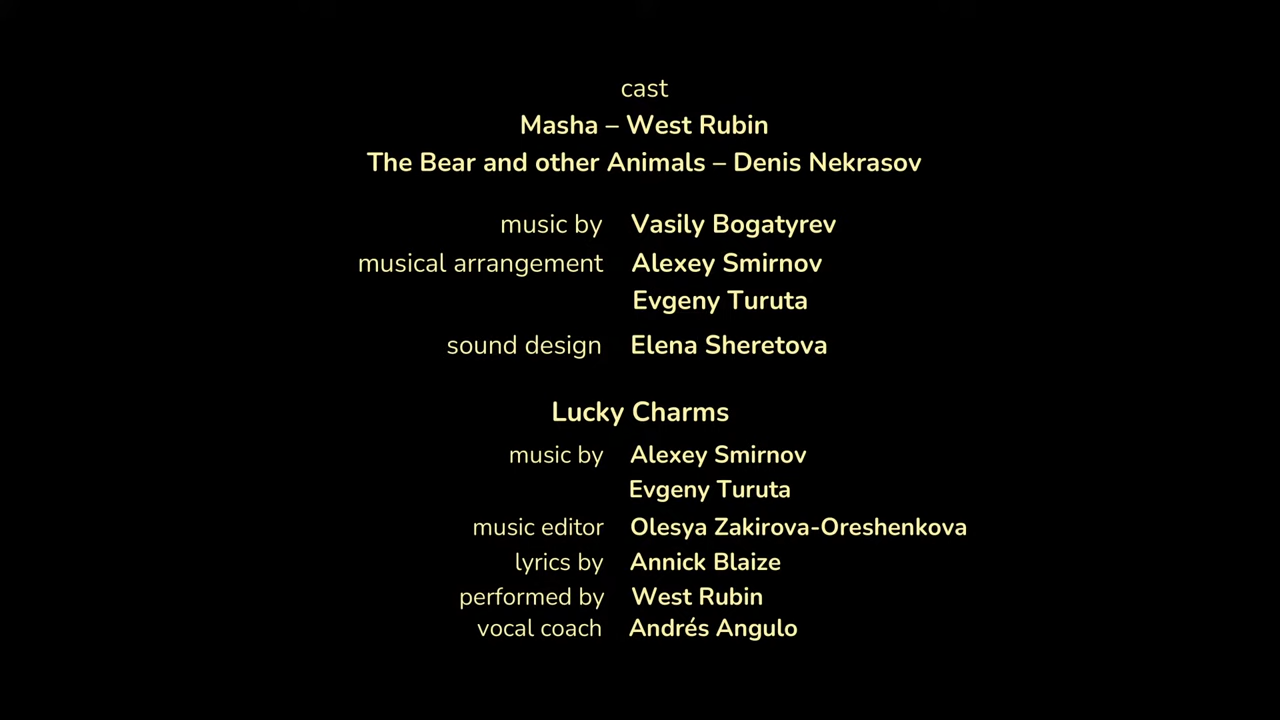 cast
Masha – West Rubin
The Bear and other Animals – Denis Nekrasov
music by Vasily Bogatyrev
musical arrangement Alexey Smirnov
Evgeny Turuta
sound design Elena Sheretova
Lucky Charms
music by Alexey Smirnov
Evgeny Turuta
music editor Olesya Zakirova-Oreshenkova
lyrics by Annick Blaize
performed by West Rubin
vocal coach Andrés Angulo